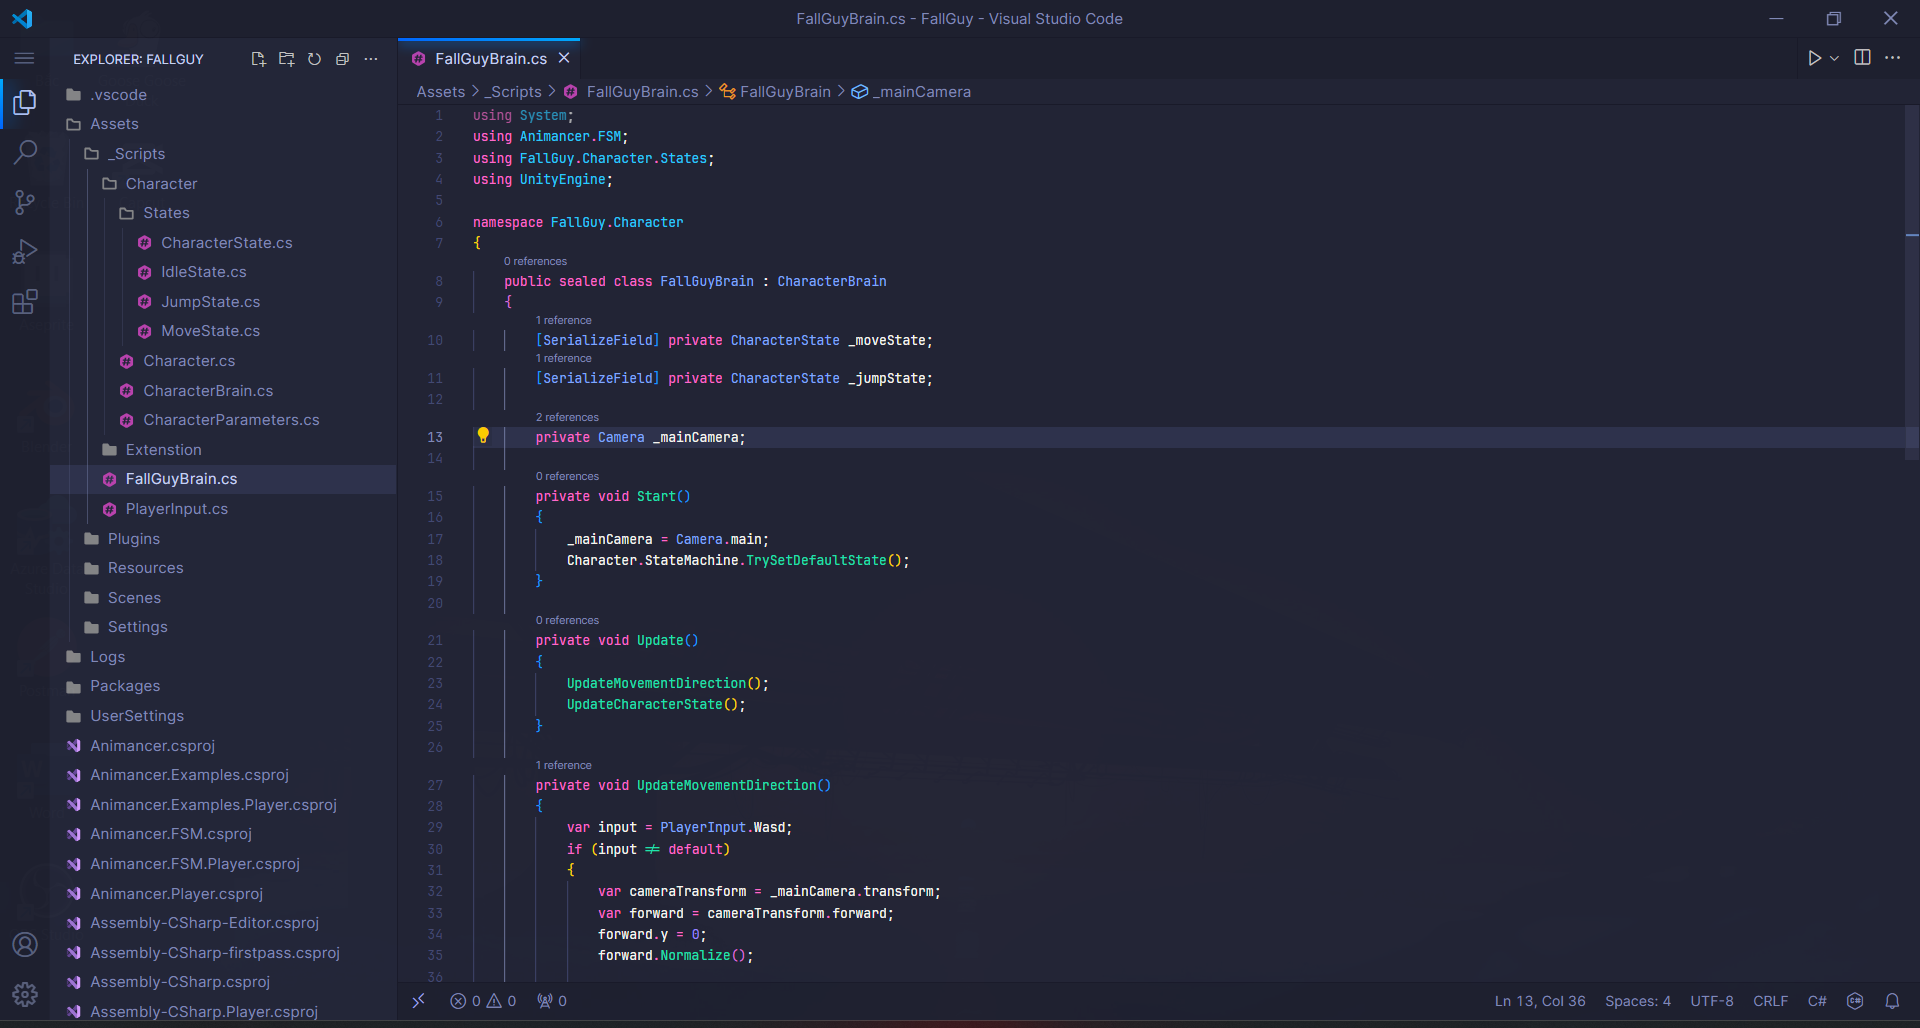 FallGuyBrain.cs - FallGuy - Visual Studio Code
EXPLORER: FALLGUY
.vscode
Assets
_Scripts
Character
States
CharacterState.cs
IdleState.cs
JumpState.cs
MoveState.cs
Character.cs
CharacterBrain.cs
CharacterParameters.cs
Extenstion
FallGuyBrain.cs
PlayerInput.cs
Plugins
Resources
Scenes
Settings
Logs
Packages
UserSettings
Animancer.csproj
Animancer.Examples.csproj
Animancer.Examples.Player.csproj
Animancer.FSM.csproj
Animancer.FSM.Player.csproj
Animancer.Player.csproj
Assembly-CSharp-Editor.csproj
Assembly-CSharp-firstpass.csproj
Assembly-CSharp.csproj
Assembly-CSharp.Player.csproj
FallGuyBrain.cs
Assets > _Scripts > FallGuyBrain.cs > FallGuyBrain > _mainCamera
1 using System;
2 using Animancer.FSM;
3 using FallGuy.Character.States;
4 using UnityEngine;
5
6 namespace FallGuy.Character
7 {
0 references
8 public sealed class FallGuyBrain : CharacterBrain
9 {
1 reference
10 [SerializeField] private CharacterState _moveState;
1 reference
11 [SerializeField] private CharacterState _jumpState;
12
2 references
13 private Camera _mainCamera;
14
0 references
15 private void Start()
16 {
17 _mainCamera = Camera.main;
18 Character.StateMachine.TrySetDefaultState();
19 }
20
0 references
21 private void Update()
22 {
23 UpdateMovementDirection();
24 UpdateCharacterState();
25 }
26
1 reference
27 private void UpdateMovementDirection()
28 {
29 var input = PlayerInput.Wasd;
30 if (input ≠ default)
31 {
32 var cameraTransform = _mainCamera.transform;
33 var forward = cameraTransform.forward;
34 forward.y = 0;
35 forward.Normalize();
36
0 0 0 Ln 13, Col 36 Spaces: 4 UTF-8 CRLF C#